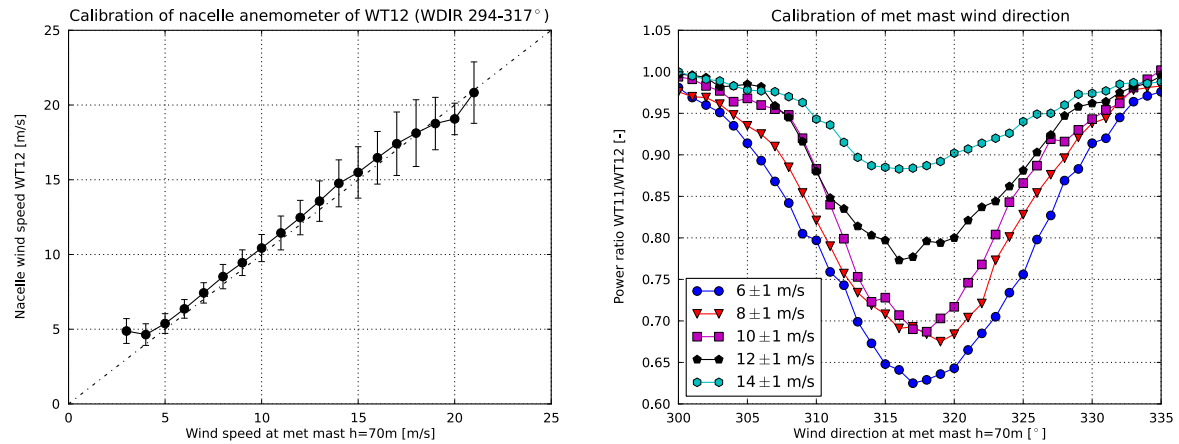 Calibration of nacelle anemometer of WT12 (WDIR 294-317°)
25
20
15
10
5
0
Nacelle wind speed WT12 [m/s]
0 5 10 15 20 25
Wind speed at met mast h=70m [m/s]
Calibration of met mast wind direction
1.05
1.00
0.95
0.90
0.85
0.80
0.75
0.70
0.65
0.60
Power ratio WT11/WT12 [-]
6±1 m/s
8±1 m/s
10±1 m/s
12±1 m/s
14±1 m/s
300 305 310 315 320 325 330 335
Wind direction at met mast h=70m [°]